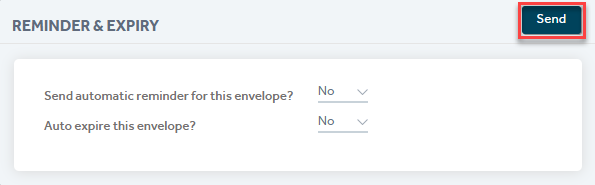 REMINDER & EXPIRY
Send
Send automatic reminder for this envelope? No
Auto expire this envelope? No